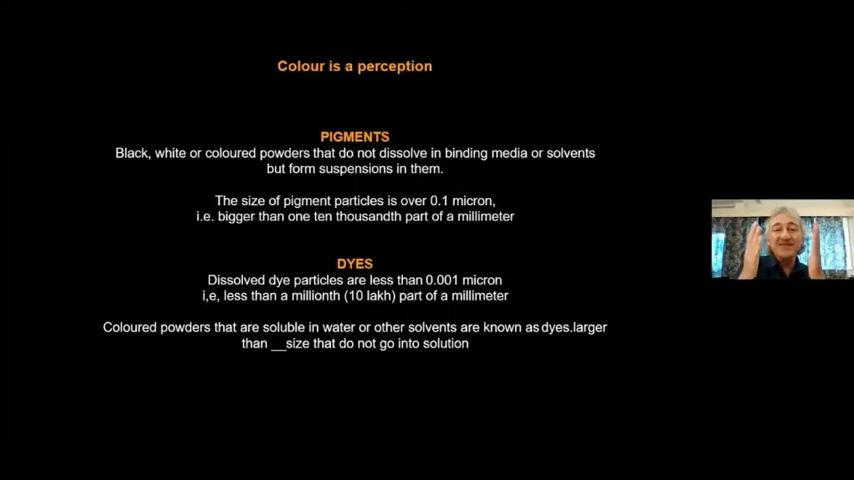 Colour is a perception
PIGMENTS
Black, white or coloured powders that do not dissolve in binding media or solvents
but form suspensions in them.
The size of pigment particles is over 0.1 micron,
i.e. bigger than one ten thousandth part of a millimeter
DYES
Dissolved dye particles are less than 0.001 micron
i,e, less than a millionth (10 lakh) part of a millimeter
Coloured powders that are soluble in water or other solvents are known as dyes.larger
than __size that do not go into solution